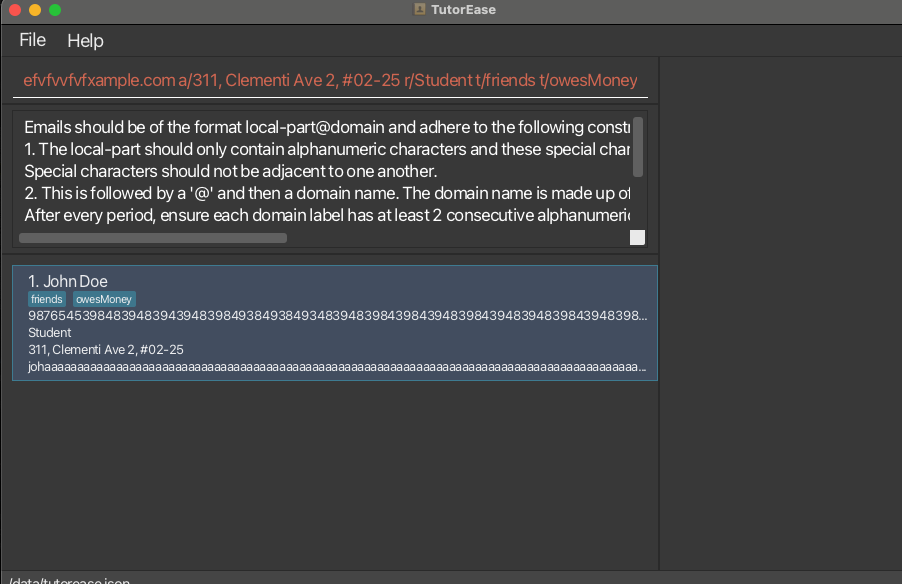 TutorEase
File Help
efvfvvfvfxample.com a/311, Clementi Ave 2, #02-25 r/Student t/friends t/owesMoney
Emails should be of the format local-part@domain and adhere to the following constr
1. The local-part should only contain alphanumeric characters and these special char
Special characters should not be adjacent to one another.
2. This is followed by a '@' and then a domain name. The domain name is made up of
After every period, ensure each domain label has at least 2 consecutive alphanumeric
1. John Doe
friends owesMoney
Student
311, Clementi Ave 2, #02-25
/data/tutorease.json